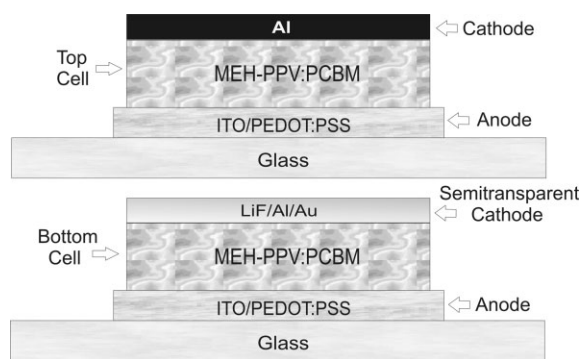 Al
Cathode
Top
Cell
MEH-PPV:PCBM
ITO/PEDOT:PSS
Anode
Glass
LiF/Al/Au
Semitransparent
Cathode
Bottom
Cell
MEH-PPV:PCBM
ITO/PEDOT:PSS
Anode
Glass